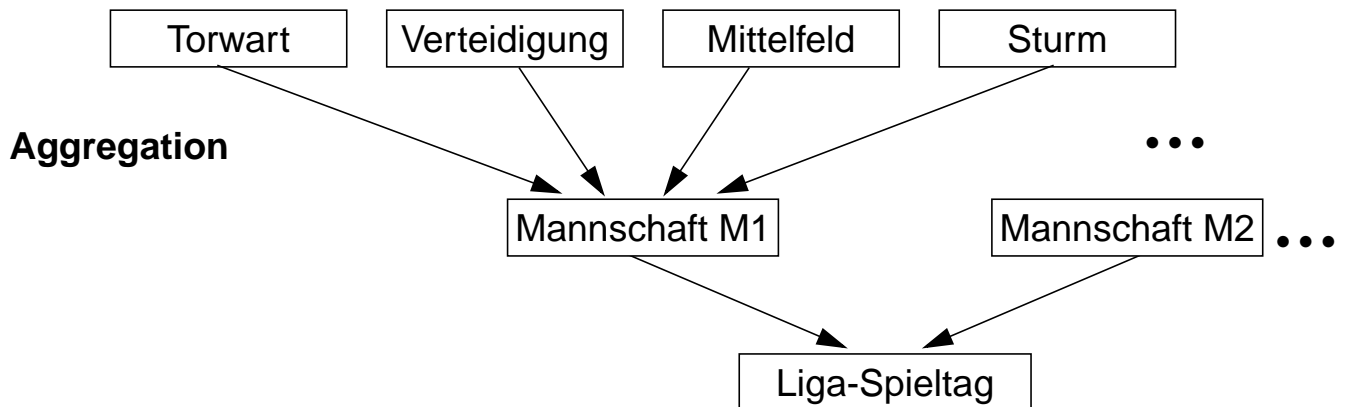 Torwart Verteidigung Mittelfeld Sturm
Aggregation
...
Mannschaft M1 Mannschaft M2 ...
Liga-Spieltag